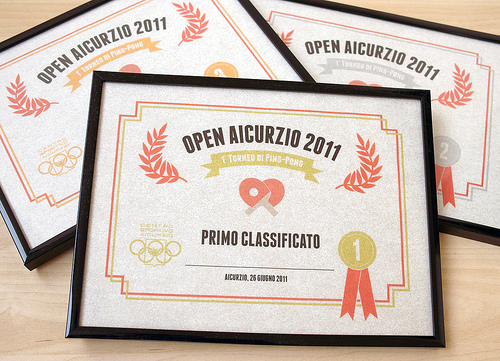 OPEN AICURZIO 2011
1° TORNEO DI PING-PONG
OPEN AICURZIO 2011
1° TORNEO DI PING-PONG
2
OPEN AICURZIO 2011
1° TORNEO DI PING-PONG
PRIMO CLASSIFICATO
1
AICURZIO, 26 GIUGNO 2011